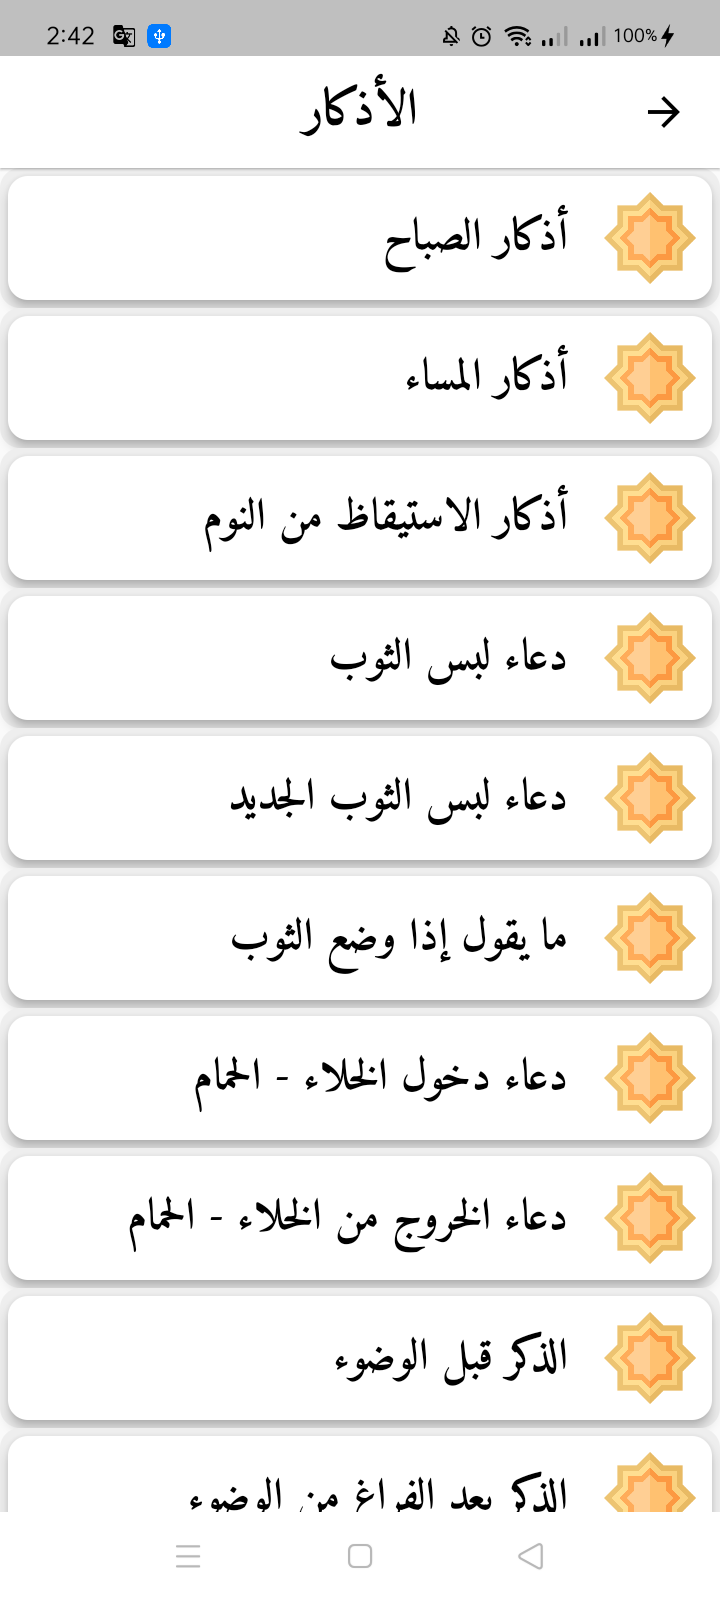 2:42
100%
الأذكار
أذكار الصباح
أذكار المساء
أذكار الاستيقاظ من النوم
دعاء لبس الثوب
دعاء لبس الثوب الجديد
ما يقول إذا وضع الثوب
دعاء دخول الخلاء - الحمام
دعاء الخروج من الخلاء - الحمام
الذكر قبل الوضوء
الذكر بعد الفراغ من الوضوء